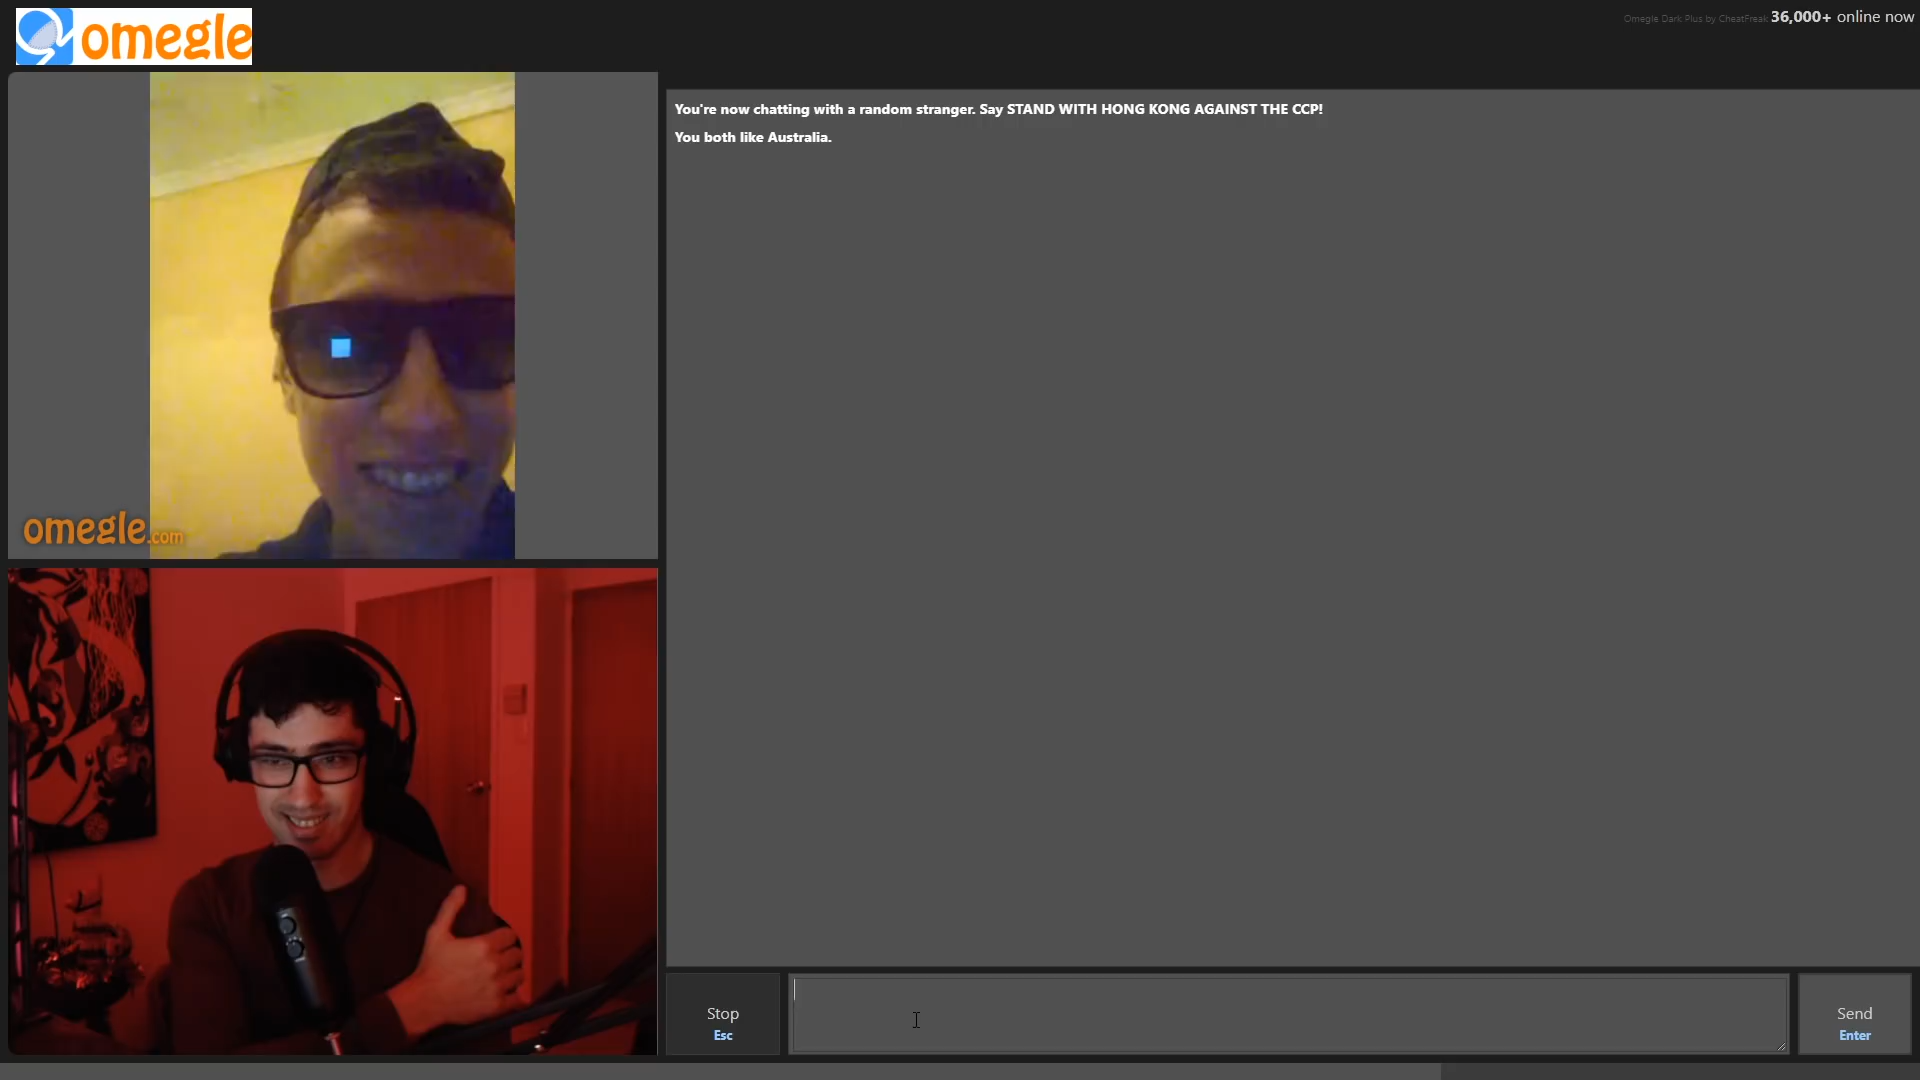 omegle
Omegle Dark Plus by CheatFreak 36,000+ online now
You're now chatting with a random stranger. Say STAND WITH HONG KONG AGAINST THE CCP!
You both like Australia.
omegle.com
Stop
Esc
Send
Enter